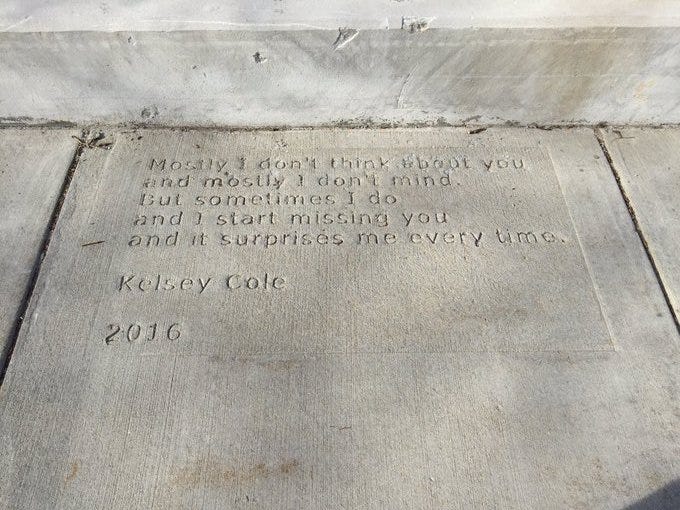 Mostly I don't think about you
and mostly I don't mind.
But sometimes I do
and I start missing you
and it surprises me every time.
Kelsey Cole
2016